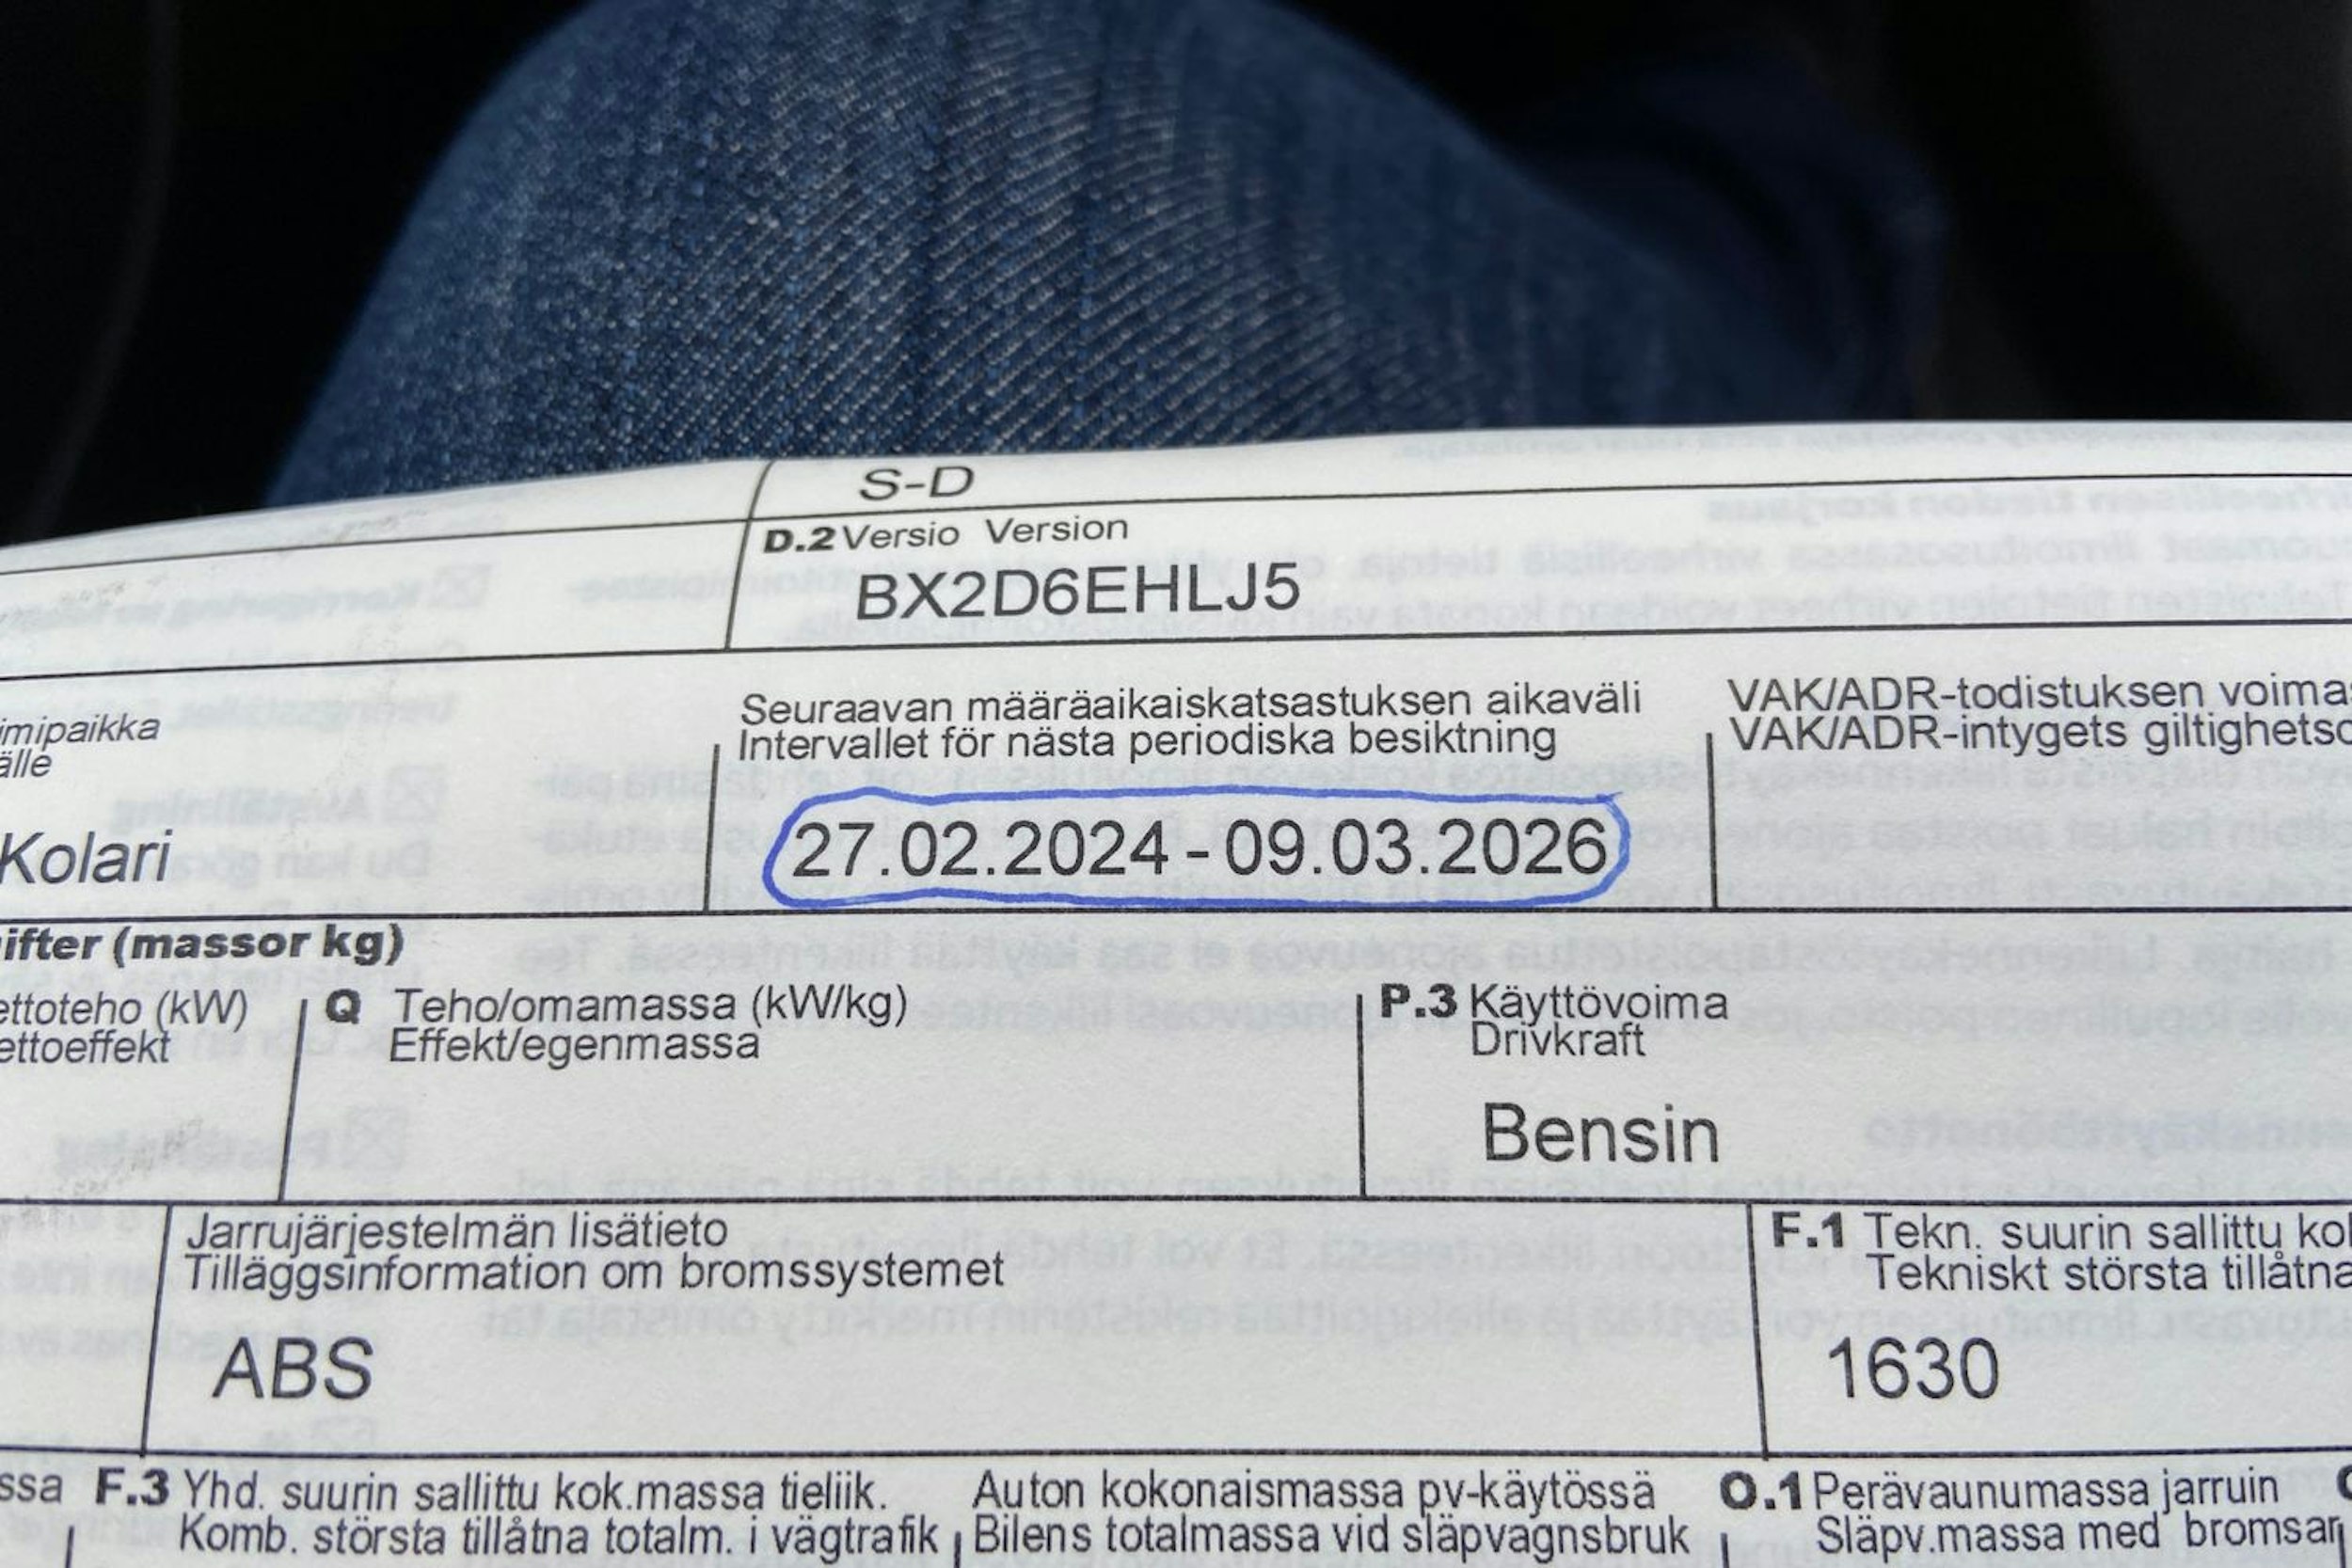 S-D
D.2 Versio Version
BX2D6EHLJ5
imipaikka
älle
Kolari
Seuraavan määräaikaiskatsastuksen aikaväli
Intervallet för nästa periodiska besiktning
27.02.2024 - 09.03.2026
VAK/ADR-todistuksen voima
VAK/ADR-intygets giltighetso
ifter (massor kg)
ettoteho (kW)
ettoeffekt
Q Teho/omamassa (kW/kg)
Effekt/egenmassa
P.3 Käyttövoima
Drivkraft
Bensin
Jarrujärjestelmän lisätieto
Tilläggsinformation om bromssystemet
ABS
F.1 Tekn. suurin sallittu kol
Tekniskt största tillåtna
1630
ssa
F.3 Yhd. suurin sallittu kok.massa tieliik.
Komb. största tillåtna totalm. i vägtrafik
Auton kokonaismassa pv-käytössä
Bilens totalmassa vid släpvagnsbruk
O.1 Perävaunumassa jarruin
Släpv.massa med bromsar